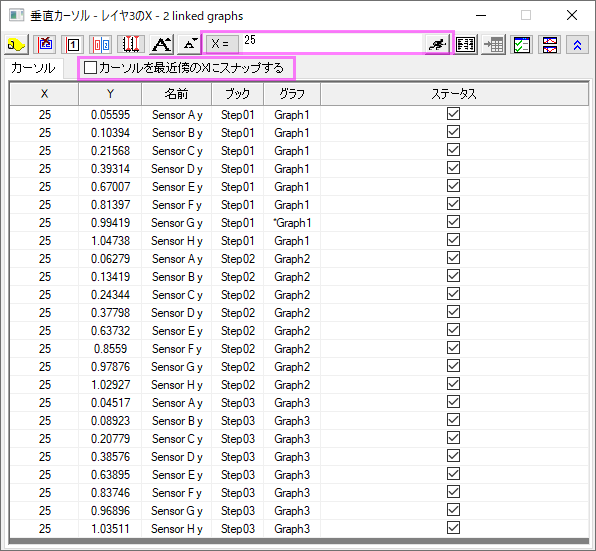 垂直カーソル - レイヤ3のX - 2 linked graphs
X = 25
カーソル カーソルを最近傍のXにスナップする
X Y 名前 ブック グラフ ステータス
25 0.05595 Sensor A y Step01 Graph1
25 0.10394 Sensor B y Step01 Graph1
25 0.21568 Sensor C y Step01 Graph1
25 0.39314 Sensor D y Step01 Graph1
25 0.67007 Sensor E y Step01 Graph1
25 0.81397 Sensor F y Step01 Graph1
25 0.99419 Sensor G y Step01 *Graph1
25 1.04738 Sensor H y Step01 Graph1
25 0.06279 Sensor A y Step02 Graph2
25 0.13419 Sensor B y Step02 Graph2
25 0.24344 Sensor C y Step02 Graph2
25 0.37798 Sensor D y Step02 Graph2
25 0.63732 Sensor E y Step02 Graph2
25 0.8559 Sensor F y Step02 Graph2
25 0.97876 Sensor G y Step02 Graph2
25 1.02927 Sensor H y Step02 Graph2
25 0.04517 Sensor A y Step03 Graph3
25 0.08923 Sensor B y Step03 Graph3
25 0.20779 Sensor C y Step03 Graph3
25 0.38576 Sensor D y Step03 Graph3
25 0.63895 Sensor E y Step03 Graph3
25 0.83746 Sensor F y Step03 Graph3
25 0.96896 Sensor G y Step03 Graph3
25 1.03511 Sensor H y Step03 Graph3